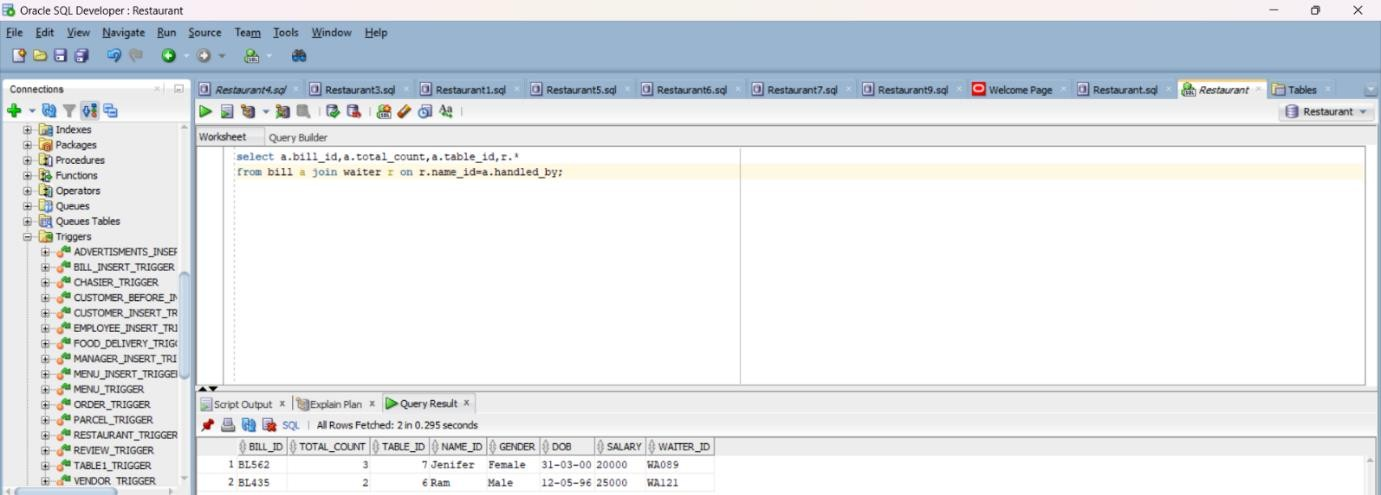 Oracle SQL Developer : Restaurant
File Edit View Navigate Run Source Team Tools Window Help
Connections
Restaurant4.sql Restaurant3.sql Restaurant1.sql Restaurant5.sql Restaurant6.sql Restaurant7.sql Restaurant9.sql Welcome Page Restaurant.sql Restaurant Tables
Restaurant
Worksheet Query Builder
Indexes
Packages
Procedures
Functions
Operators
Queues
Queues Tables
Triggers
ADVERTISMENTS_INSER
BILL_INSERT_TRIGGER
CHASIER_TRIGGER
CUSTOMER_BEFORE_IN
CUSTOMER_INSERT_TR
EMPLOYEE_INSERT_TRI
FOOD_DELIVERY_TRIGG
MANAGER_INSERT_TRI
MENU_INSERT_TRIGGER
MENU_TRIGGER
ORDER_TRIGGER
PARCEL_TRIGGER
RESTAURANT_TRIGGER
REVIEW_TRIGGER
TABLE1_TRIGGER
VENDOR_TRIGGER
select a.bill_id,a.total_count,a.table_id,r.*
from bill a join waiter r on r.name_id=a.handled_by;
Script Output Explain Plan Query Result
SQL All Rows Fetched: 2 in 0.295 seconds
BILL_ID TOTAL_COUNT TABLE_ID NAME_ID GENDER DOB SALARY WAITER_ID
1 BL562 3 7 Jenifer Female 31-03-00 20000 WA089
2 BL435 2 6 Ram Male 12-05-96 25000 WA121